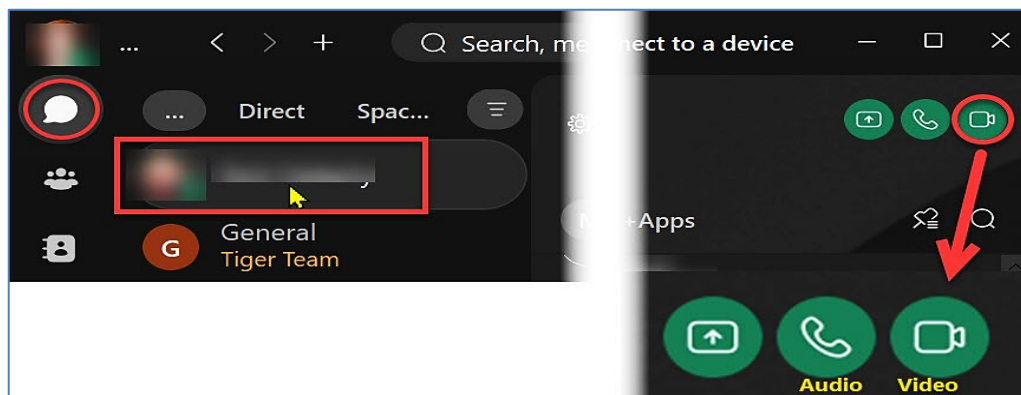 ... Search, me nect to a device
... Direct Spac...
General
G
Tiger Team
+Apps
Audio Video